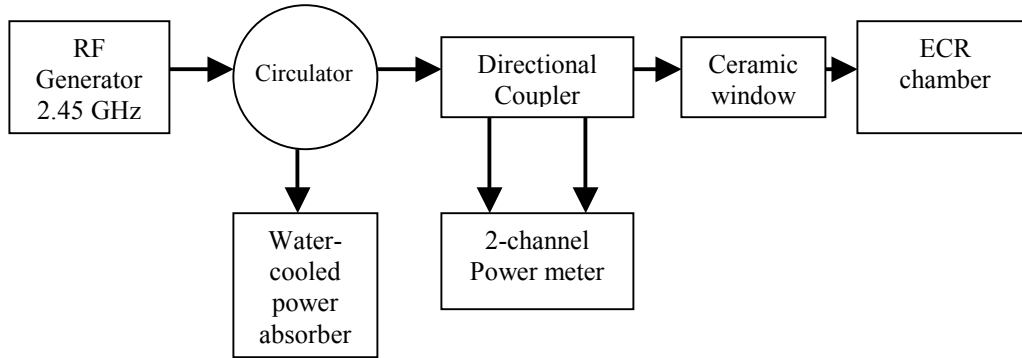 RF
Generator
2.45 GHz
Circulator
Directional
Coupler
Ceramic
window
ECR
chamber
Water-
cooled
power
absorber
2-channel
Power meter